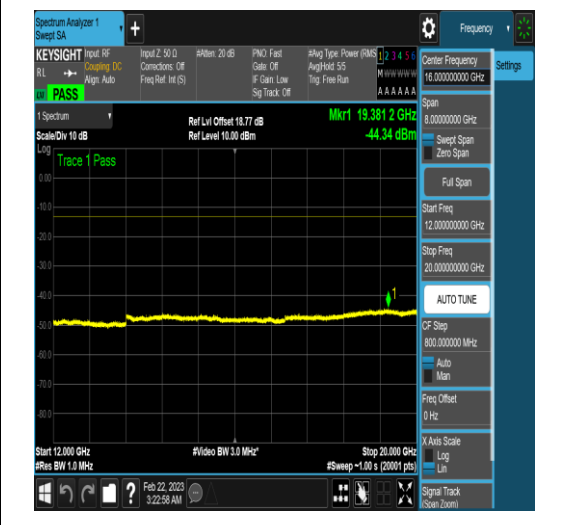 Spectrum Analyzer 1
Swept SA
+
Frequency
KEYSIGHT
RL
Input: RF
Coupling: DC
Align: Auto
Input Z: 50 Ω
Corrections: Off
Freq Ref: Int (S)
#Atten: 20 dB
PNO: Fast
Gate: Off
IF Gain: Low
Sig Track: Off
#Avg Type: Power (RMS
Avg|Hold: 5/5
Trig: Free Run
1 2 3 4 5 6
M w w w w w
A A A A A A
PASS
1 Spectrum
Scale/Div 10 dB
Ref Lvl Offset 18.77 dB
Ref Level 10.00 dBm
Mkr1 19.381 2 GHz
-44.34 dBm
Log
Trace 1 Pass
0.00
-10.0
-20.0
-30.0
-40.0
-50.0
-60.0
-70.0
-80.0
1
Start 12.000 GHz
#Res BW 1.0 MHz
#Video BW 3.0 MHz*
Stop 20.000 GHz
#Sweep ~1.00 s (20001 pts)
?
Feb 22, 2023
3:22:58 AM
Center Frequency
16.000000000 GHz
Settings
Span
8.00000000 GHz
Swept Span
Zero Span
Full Span
Start Freq
12.000000000 GHz
Stop Freq
20.000000000 GHz
AUTO TUNE
CF Step
800.000000 MHz
Auto
Man
Freq Offset
0 Hz
X Axis Scale
Log
Lin
Signal Track
(Span Zoom)